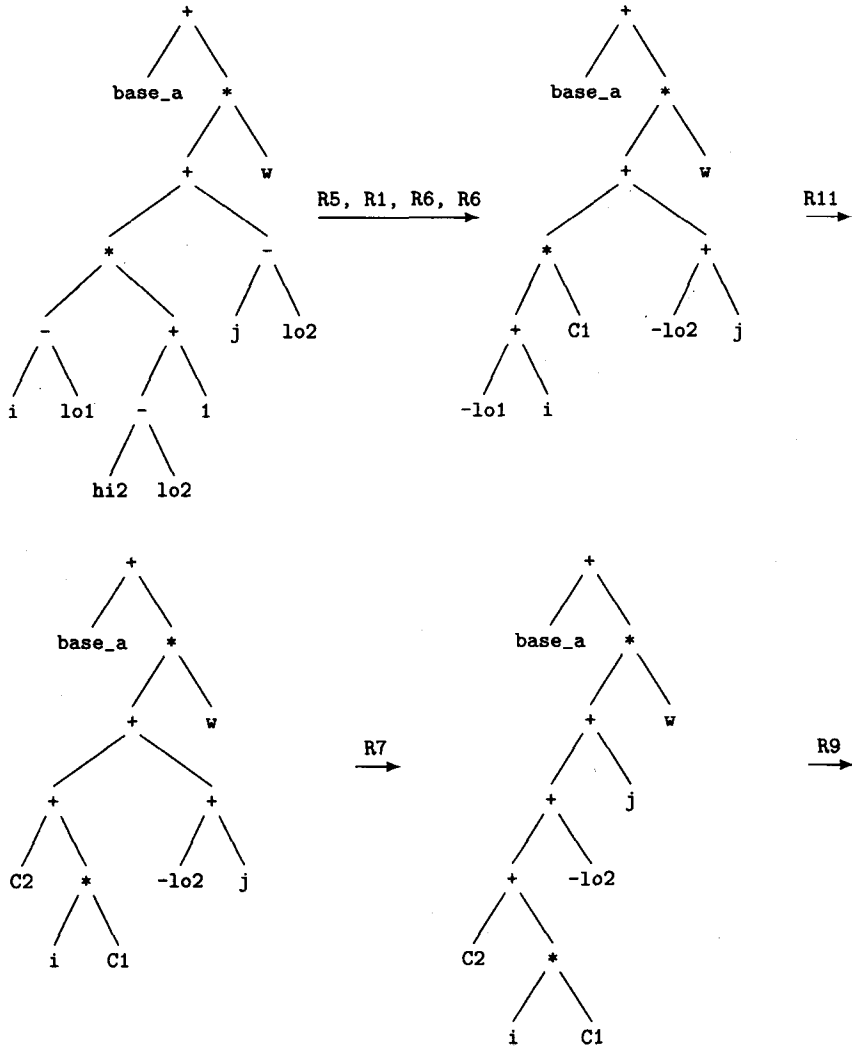 + +
base_a * base_a *
+ w + w
R5, R1, R6, R6 R11
* - * +
- + j lo2 + C1 -lo2 j
i lo1 - 1 -lo1 i
hi2 lo2
+ +
base_a * base_a *
+ w + w
R7 R9
+ + + j
C2 * -lo2 j + -lo2
i C1 C2 *
i C1